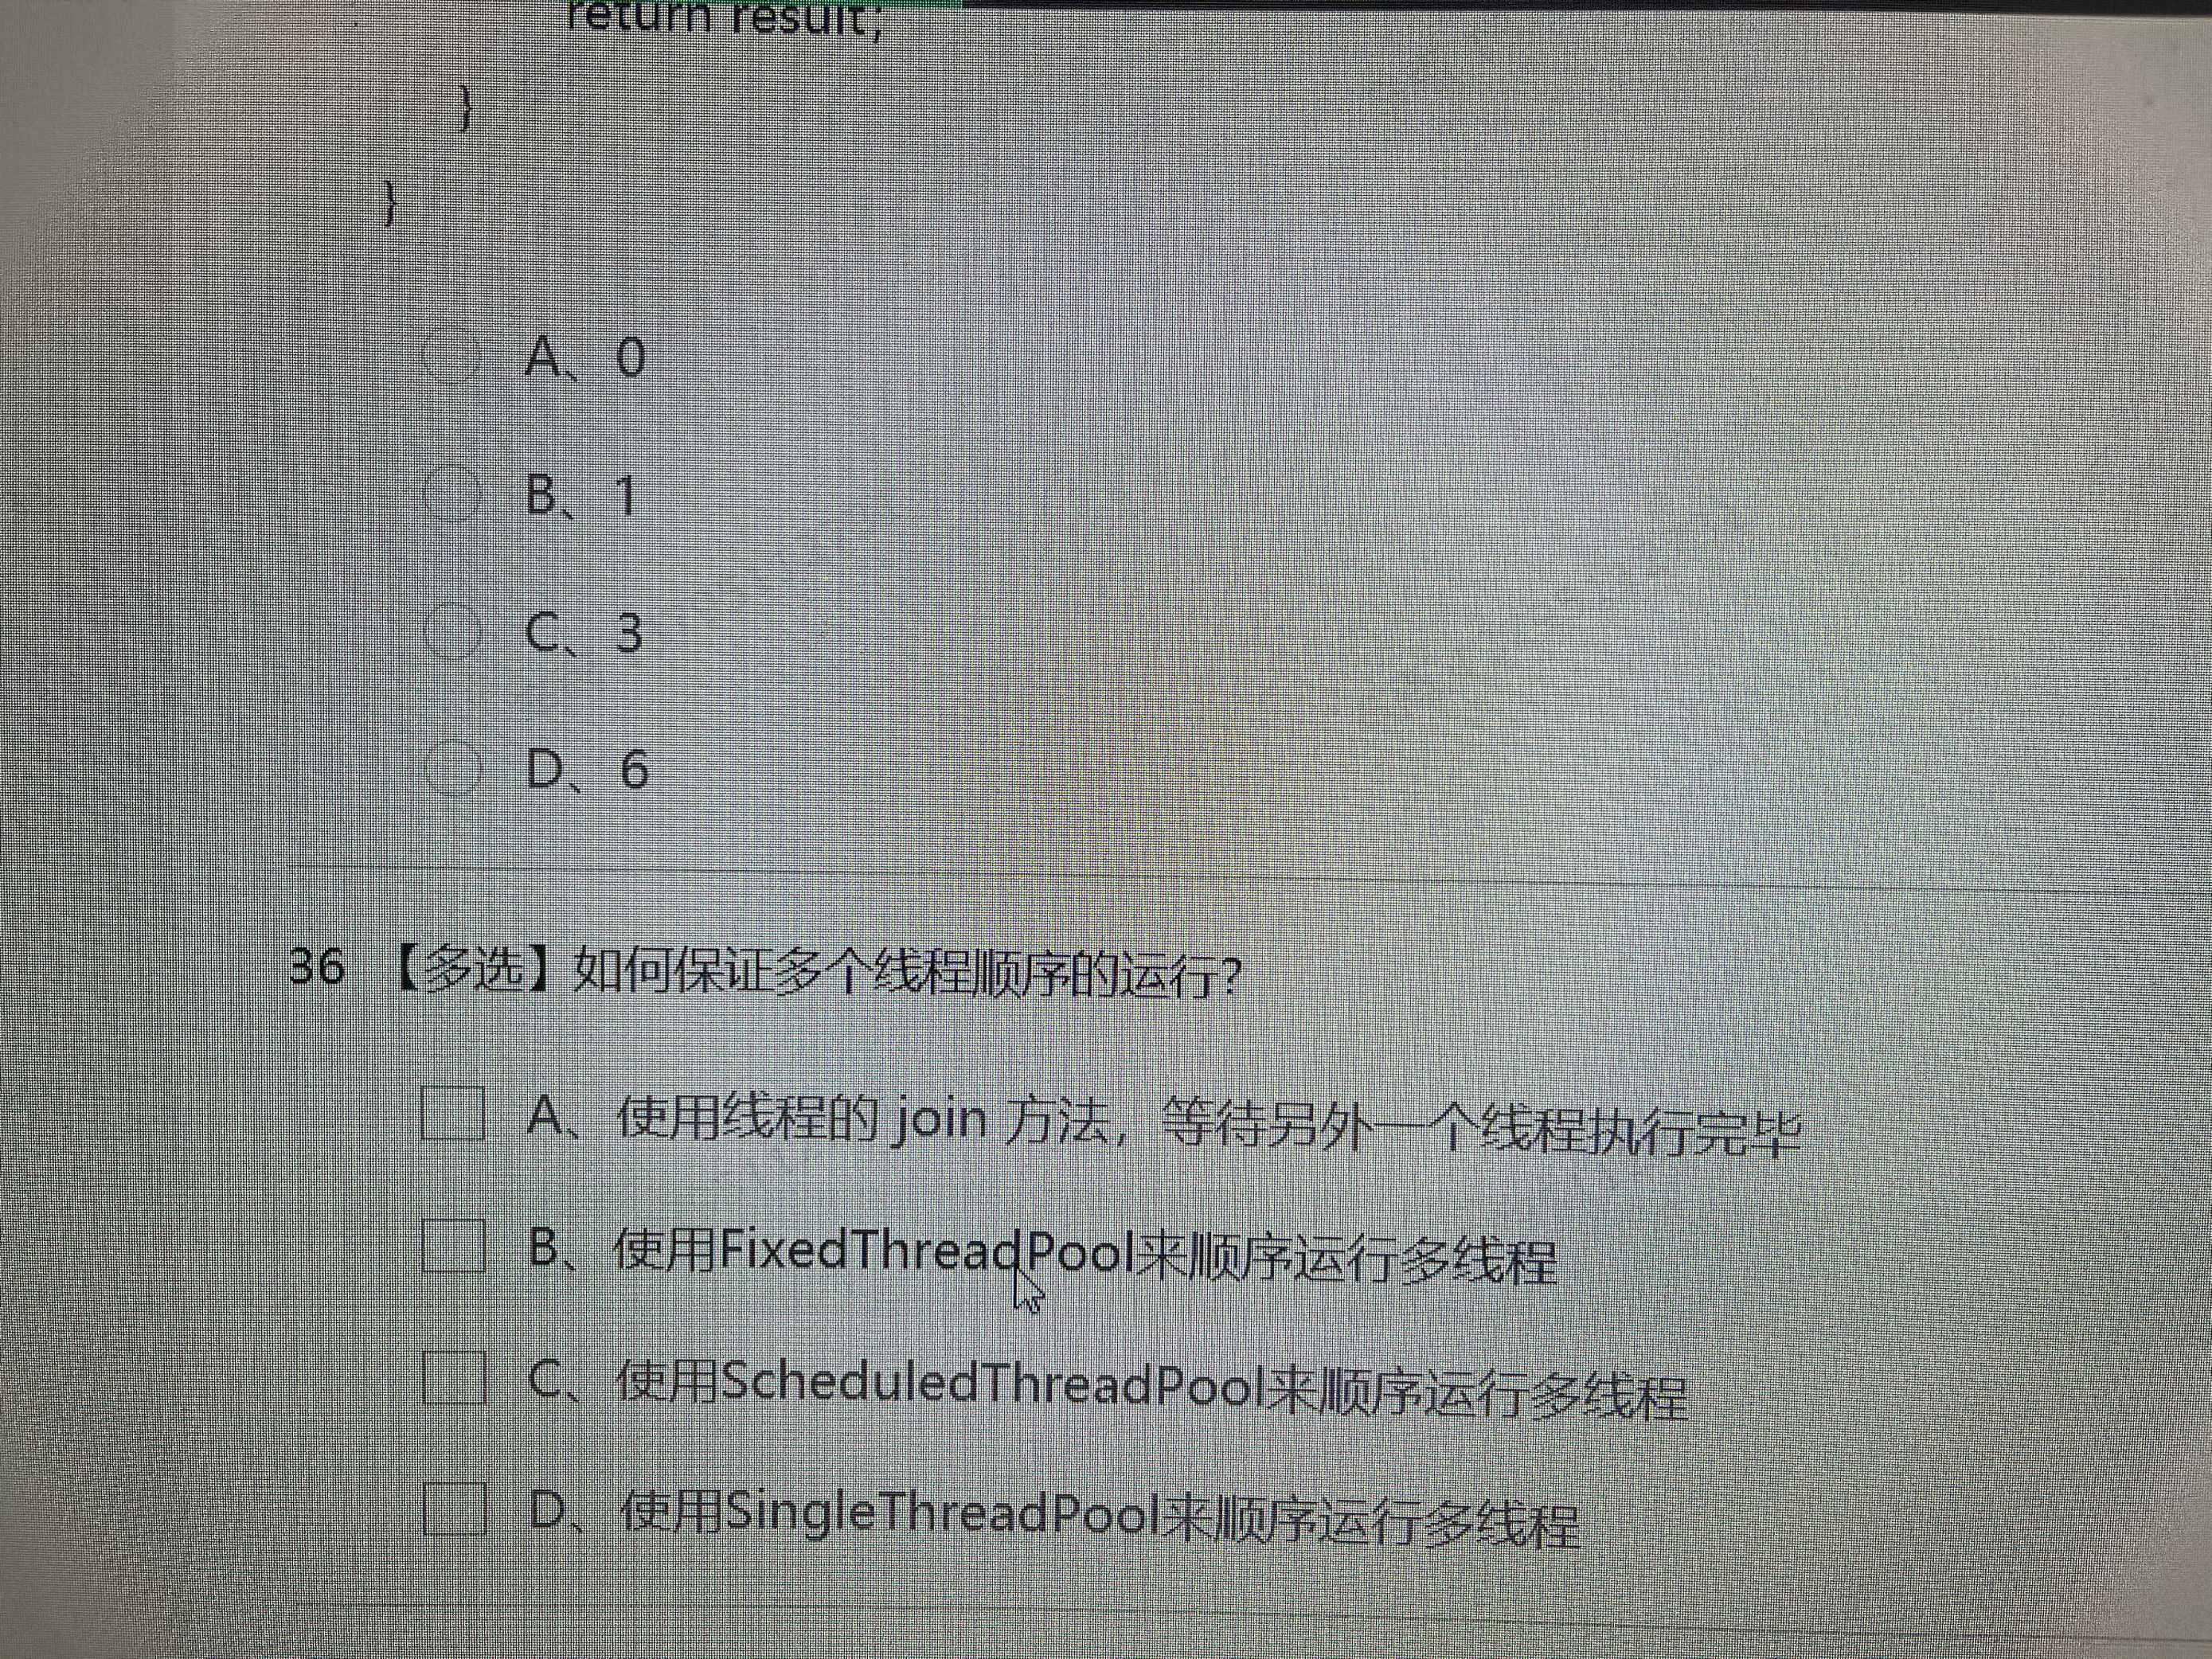 return result;
}
}
A、0
B、1
C、3
D、6
36 【多选】如何保证多个线程顺序的运行?
A、使用线程的 join 方法，等待另外一个线程执行完毕
B、使用FixedThreadPool来顺序运行多线程
C、使用ScheduledThreadPool来顺序运行多线程
D、使用SingleThreadPool来顺序运行多线程